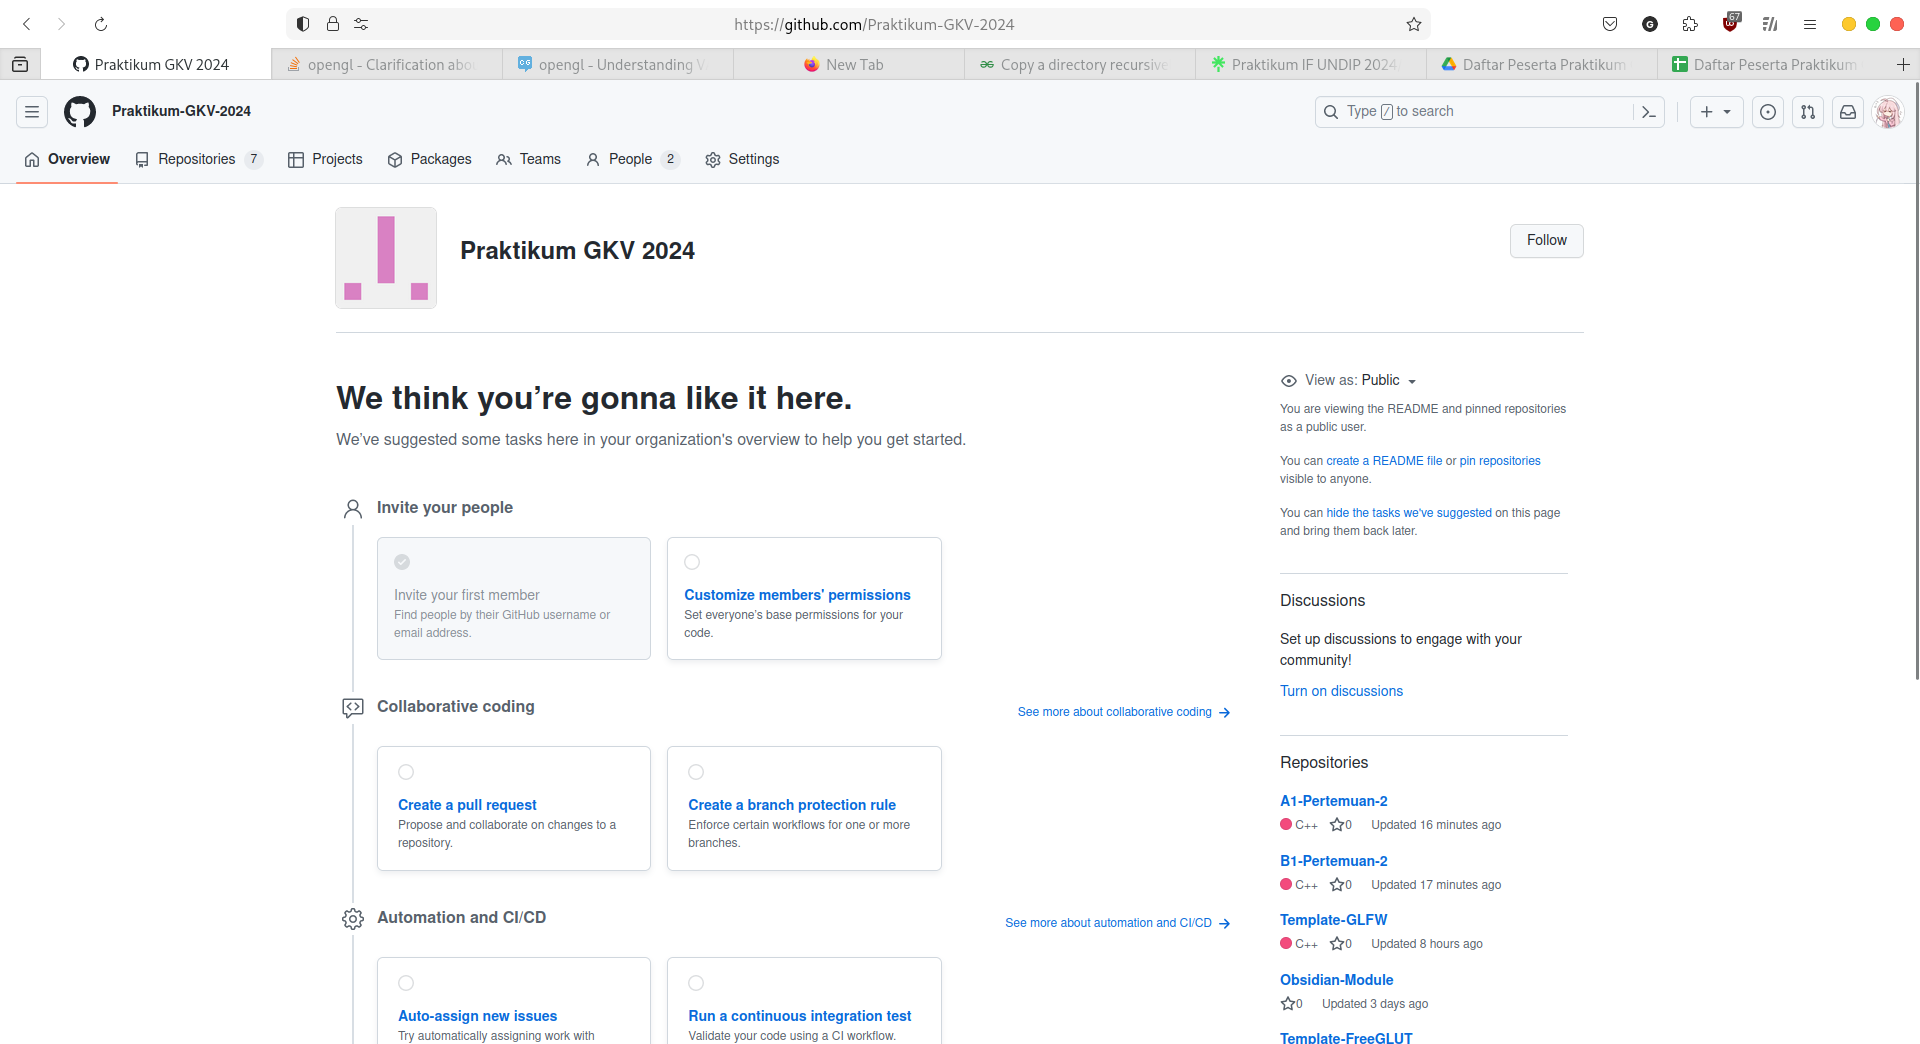 https://github.com/Praktikum-GKV-2024
67
Praktikum GKV 2024
opengl - Clarification abou
opengl - Understanding V
New Tab
Copy a directory recursive
Praktikum IF UNDIP 2024
Daftar Peserta Praktikum
Daftar Peserta Praktikum
Praktikum-GKV-2024
Type / to search
Overview
Repositories 7
Projects
Packages
Teams
People 2
Settings
Praktikum GKV 2024
Follow
We think you’re gonna like it here.
We’ve suggested some tasks here in your organization's overview to help you get started.
Invite your people
Invite your first member
Find people by their GitHub username or
email address.
Customize members' permissions
Set everyone’s base permissions for your
code.
Collaborative coding
See more about collaborative coding
Create a pull request
Propose and collaborate on changes to a
repository.
Create a branch protection rule
Enforce certain workflows for one or more
branches.
Automation and CI/CD
See more about automation and CI/CD
Auto-assign new issues
Try automatically assigning work with
Run a continuous integration test
Validate your code using a CI workflow.
View as: Public
You are viewing the README and pinned repositories
as a public user.
You can create a README file or pin repositories
visible to anyone.
You can hide the tasks we've suggested on this page
and bring them back later.
Discussions
Set up discussions to engage with your
community!
Turn on discussions
Repositories
A1-Pertemuan-2
C++ 0 Updated 16 minutes ago
B1-Pertemuan-2
C++ 0 Updated 17 minutes ago
Template-GLFW
C++ 0 Updated 8 hours ago
Obsidian-Module
0 Updated 3 days ago
Template-FreeGLUT